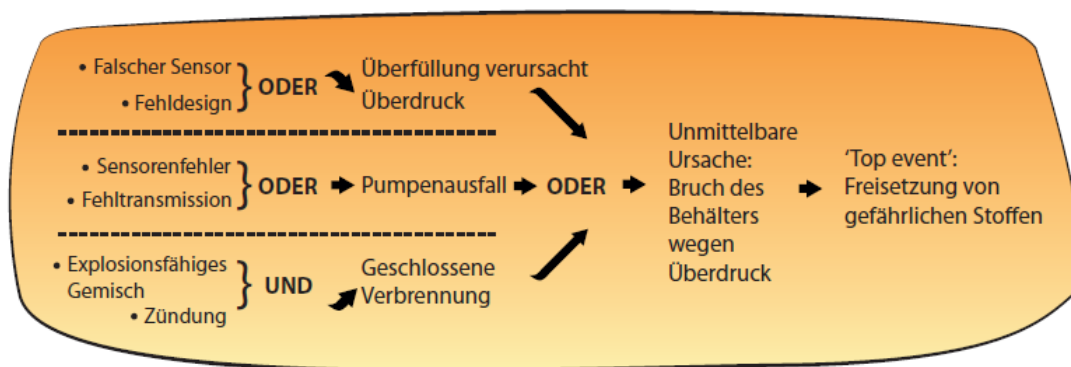 • Falscher Sensor
• Fehldesign
ODER
Überfüllung verursacht
Überdruck
• Sensorenfehler
• Fehltransmission
ODER
Pumpenausfall
ODER
• Explosionsfähiges
Gemisch
• Zündung
UND
Geschlossene
Verbrennung
Unmittelbare
Ursache:
Bruch des
Behälters
wegen
Überdruck
‘Top event’:
Freisetzung von
gefährlichen Stoffen